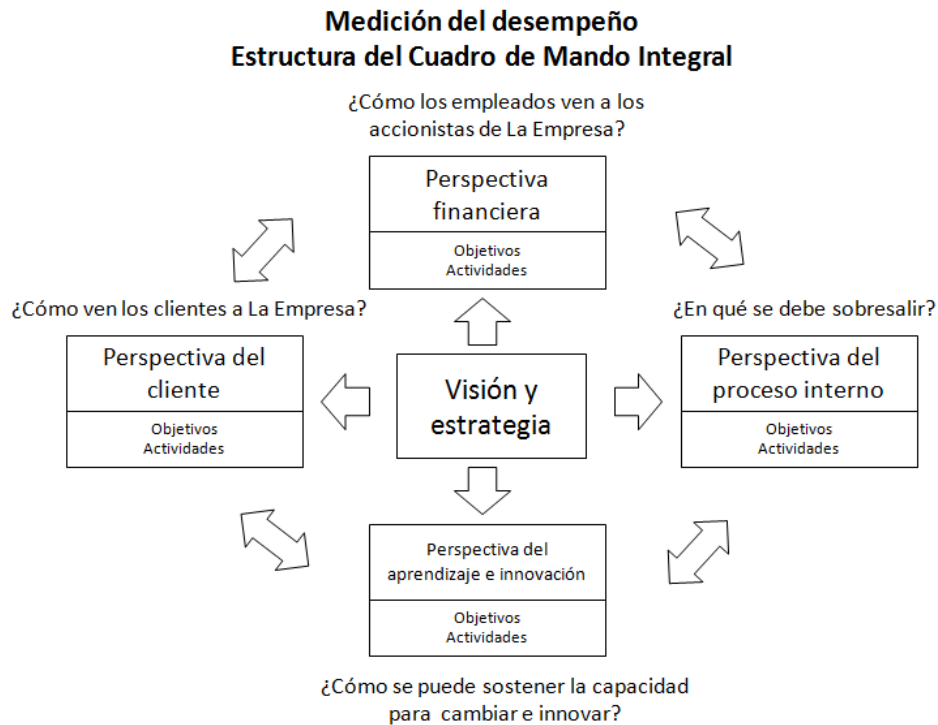 Medición del desempeño
Estructura del Cuadro de Mando Integral
¿Cómo los empleados ven a los
accionistas de La Empresa?
Perspectiva
financiera
Objetivos
Actividades
¿Cómo ven los clientes a La Empresa?
Perspectiva del
cliente
Objetivos
Actividades
Visión y
estrategia
¿En qué se debe sobresalir?
Perspectiva del
proceso interno
Objetivos
Actividades
Perspectiva del
aprendizaje e innovación
Objetivos
Actividades
¿Cómo se puede sostener la capacidad
para cambiar e innovar?